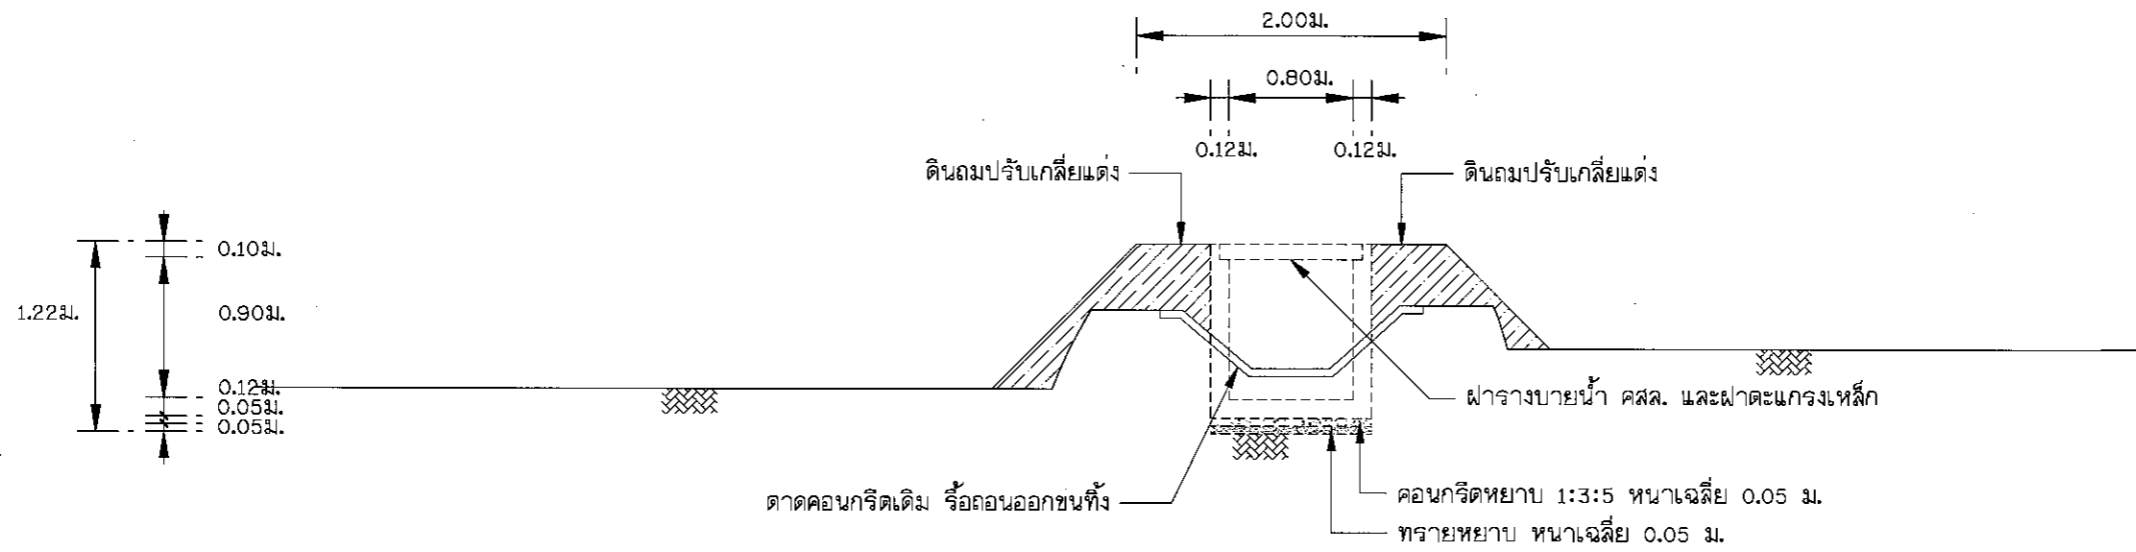 2.00ม.
0.80ม.
0.12ม. 0.12ม.
ดินถมปรับเกลี่ยแต่ง ดินถมปรับเกลี่ยแต่ง
0.10ม.
1.22ม. 0.90ม.
0.12ม.
0.05ม.
0.05ม.
ฝารางบายน้ำ คสล. และฝาตะแกรงเหล็ก
ดาดคอนกรีตเดิม รื้อถอนออกขนทิ้ง
คอนกรีตหยาบ 1:3:5 หนาเฉลี่ย 0.05 ม.
ทรายหยาบ หนาเฉลี่ย 0.05 ม.